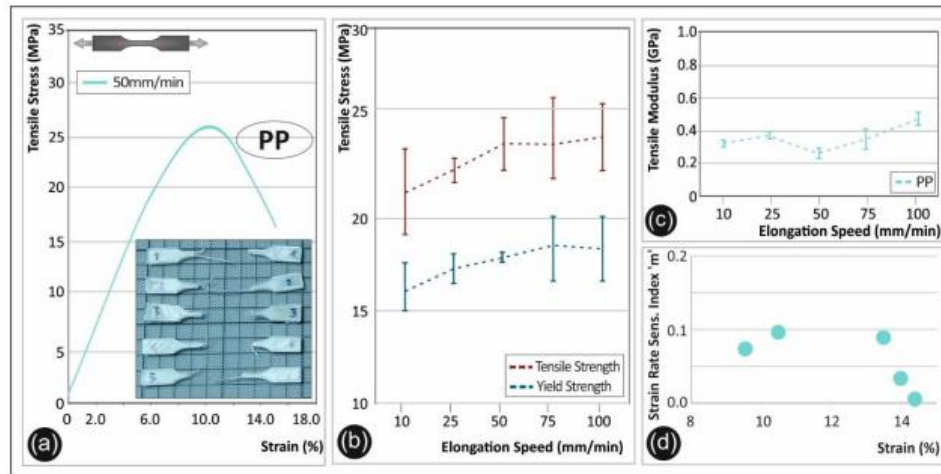 35
30
25
20
15
10
5
0
Tensile Stress (MPa)
50mm/min
PP
0
2.0
6.0
10.0
14.0
18.0
Strain (%)
(a)
30
25
20
15
10
Tensile Stress (MPa)
Tensile Strength
Yield Strength
10
25
50
75
100
Elongation Speed (mm/min)
(b)
1.0
0.8
0.6
0.4
0.2
0
Tensile Modulus (GPa)
PP
10
25
50
75
100
Elongation Speed (mm/min)
(c)
0.2
0.1
0.0
Strain Rate Sens. Index 'm'
8
10
12
14
Strain (%)
(d)